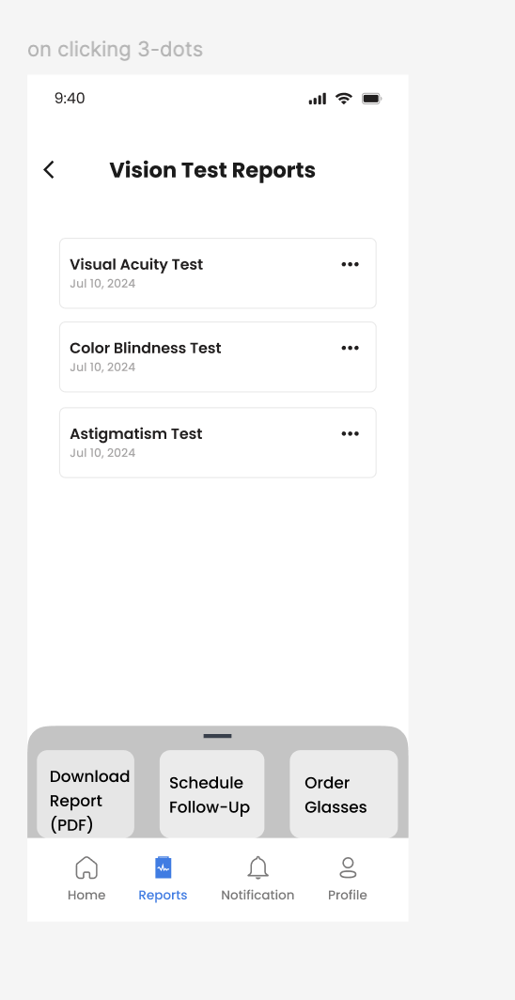 on clicking 3-dots
9:40
Vision Test Reports
Visual Acuity Test
Jul 10, 2024
Color Blindness Test
Jul 10, 2024
Astigmatism Test
Jul 10, 2024
Download
Report
(PDF)
Schedule
Follow-Up
Order
Glasses
Home
Reports
Notification
Profile